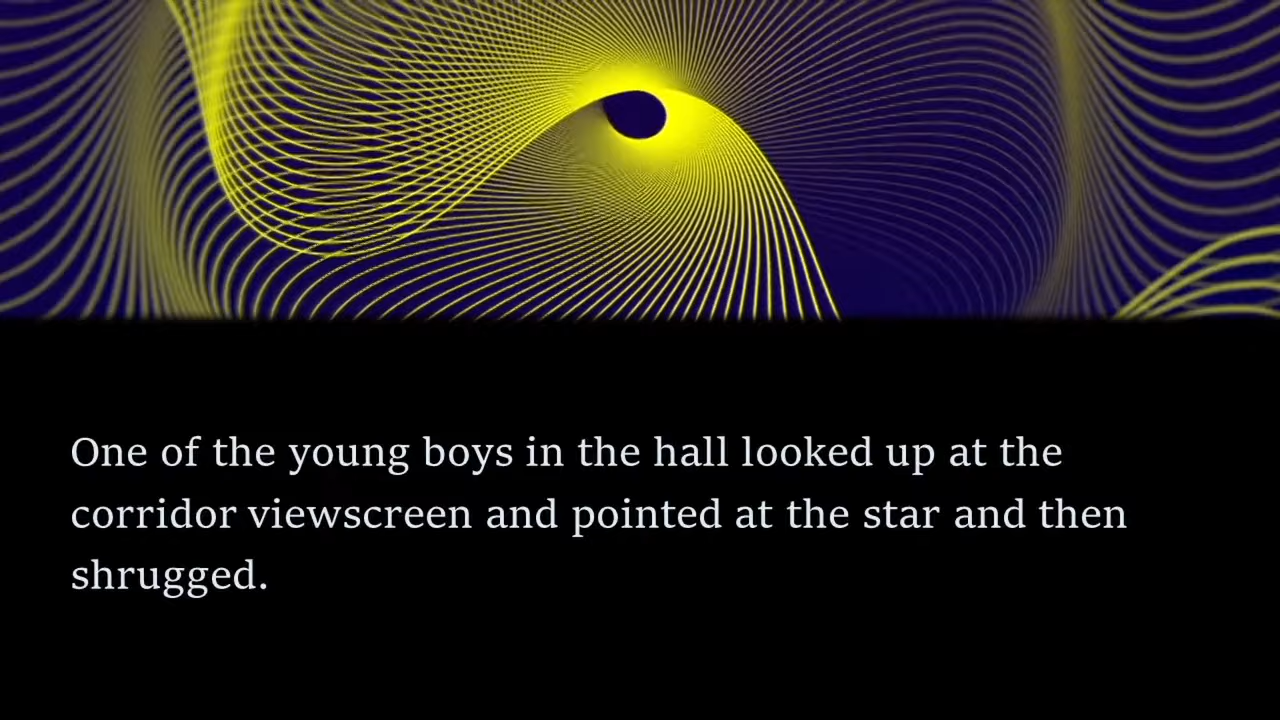 One of the young boys in the hall looked up at the
corridor viewscreen and pointed at the star and then
shrugged.